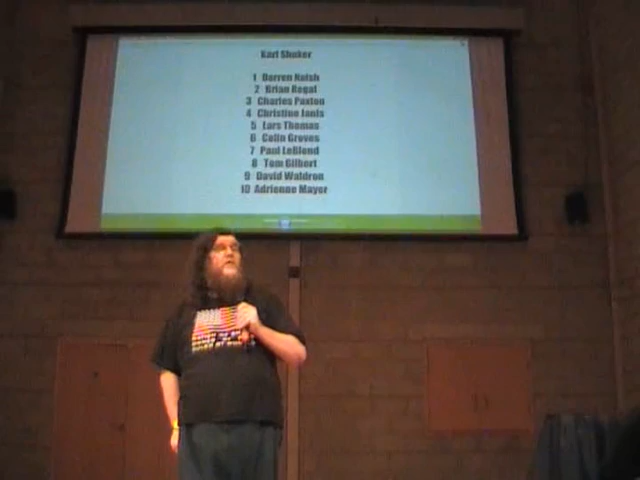 Karl Shuker
1 Darren Naish
2 Brian Regal
3 Charles Paxton
4 Christine Janis
5 Lars Thomas
6 Colin Groves
7 Paul LeBlond
8 Tom Gilbert
9 David Waldron
10 Adrienne Mayor